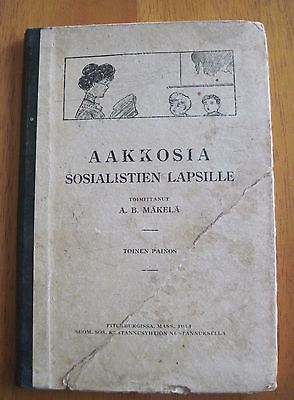 AAKKOSIA
SOSIALISTIEN LAPSILLE
TOIMITTANUT
A. B. MÄKELÄ
TOINEN PAINOS
FITCHBURGISSA, MASS.
SUOM. SOS. KUSTANNUSYHTIÖN KUSTANNUKSELLA